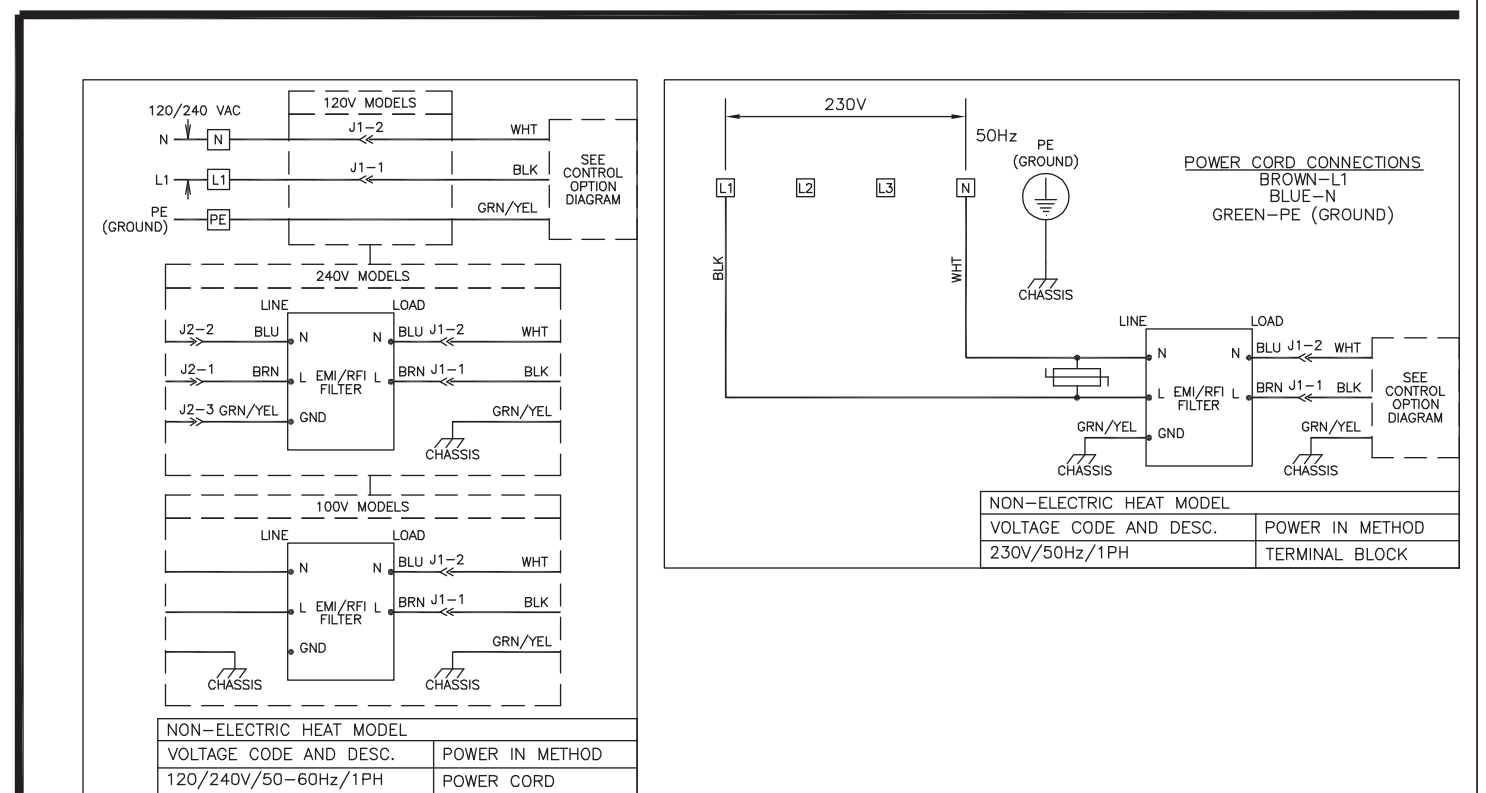 120/240 VAC
120V MODELS
N N J1-2 WHT
L1 L1 J1-1 BLK
PE
(GROUND) PE GRN/YEL
SEE
CONTROL
OPTION
DIAGRAM
240V MODELS
LINE LOAD
J2-2 BLU N N BLU J1-2 WHT
J2-1 BRN L EMI/RFI L BRN J1-1 BLK
FILTER
J2-3 GRN/YEL GND GRN/YEL
CHASSIS
100V MODELS
LINE LOAD
N N BLU J1-2 WHT
L EMI/RFI L BRN J1-1 BLK
FILTER
GND GRN/YEL
CHASSIS CHASSIS
NON-ELECTRIC HEAT MODEL
VOLTAGE CODE AND DESC. POWER IN METHOD
120/240V/50-60Hz/1PH POWER CORD
230V
50Hz
PE
(GROUND)
L1 L2 L3 N
POWER CORD CONNECTIONS
BROWN-L1
BLUE-N
GREEN-PE (GROUND)
BLK WHT
CHASSIS
LINE LOAD
N N BLU J1-2 WHT
L EMI/RFI L BRN J1-1 BLK
FILTER
GRN/YEL GND GRN/YEL
CHASSIS CHASSIS
SEE
CONTROL
OPTION
DIAGRAM
NON-ELECTRIC HEAT MODEL
VOLTAGE CODE AND DESC. POWER IN METHOD
230V/50Hz/1PH TERMINAL BLOCK